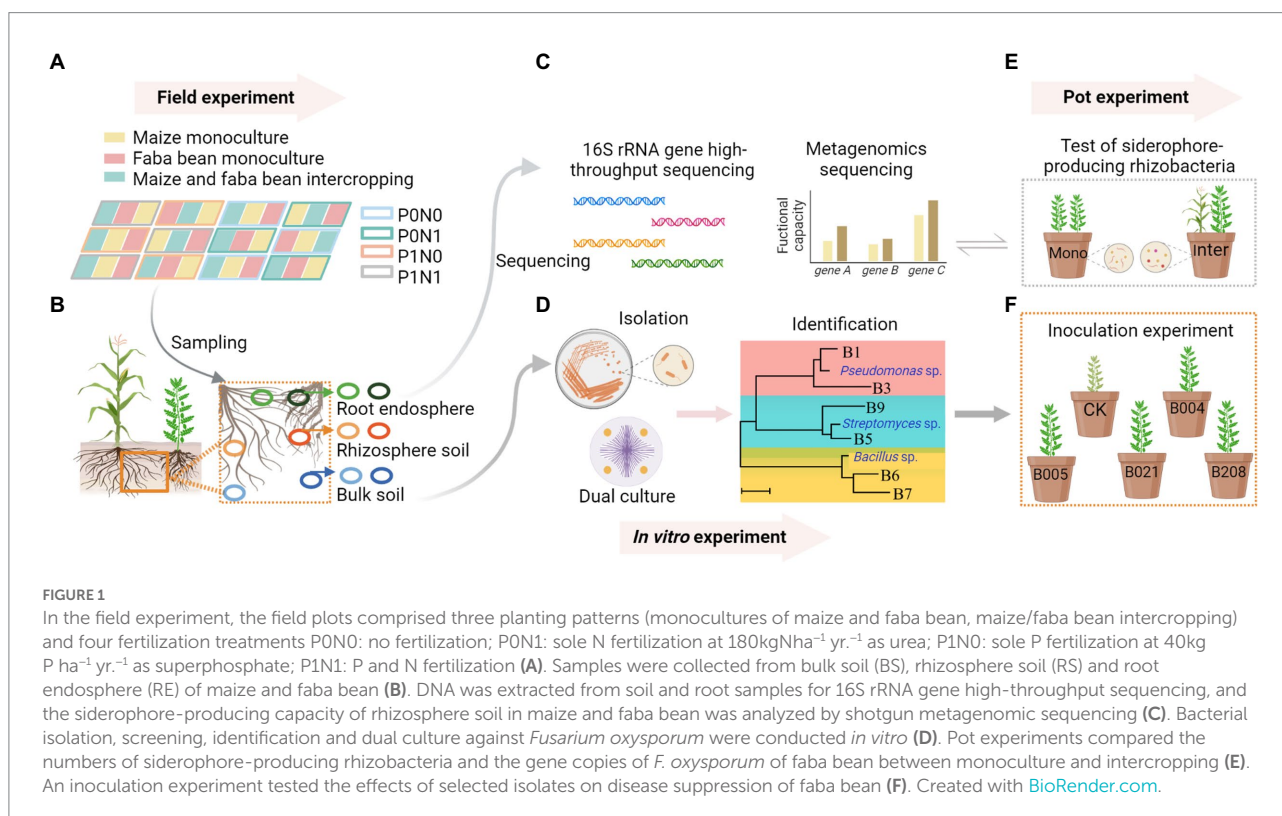 A
Field experiment
Maize monoculture
Faba bean monoculture
Maize and faba bean intercropping
P0N0
P0N1
P1N0
P1N1
B
Sampling
Root endosphere
Rhizosphere soil
Bulk soil
C
16S rRNA gene high-
throughput sequencing
Sequencing
Metagenomics
sequencing
Fuctional
capacity
gene A gene B gene C
D
Isolation
Dual culture
Identification
B1
Pseudomonas sp.
B3
B9
Streptomyces sp.
B5
Bacillus sp.
B6
B7
In vitro experiment
E
Pot experiment
Test of siderophore-
producing rhizobacteria
Mono
Inter
F
Inoculation experiment
CK
B004
B005
B021
B208
FIGURE 1
In the field experiment, the field plots comprised three planting patterns (monocultures of maize and faba bean, maize/faba bean intercropping)
and four fertilization treatments P0N0: no fertilization; P0N1: sole N fertilization at 180kgNha⁻¹ yr.⁻¹ as urea; P1N0: sole P fertilization at 40kg
P ha⁻¹ yr.⁻¹ as superphosphate; P1N1: P and N fertilization (A). Samples were collected from bulk soil (BS), rhizosphere soil (RS) and root
endosphere (RE) of maize and faba bean (B). DNA was extracted from soil and root samples for 16S rRNA gene high-throughput sequencing, and
the siderophore-producing capacity of rhizosphere soil in maize and faba bean was analyzed by shotgun metagenomic sequencing (C). Bacterial
isolation, screening, identification and dual culture against Fusarium oxysporum were conducted in vitro (D). Pot experiments compared the
numbers of siderophore-producing rhizobacteria and the gene copies of F. oxysporum of faba bean between monoculture and intercropping (E).
An inoculation experiment tested the effects of selected isolates on disease suppression of faba bean (F). Created with BioRender.com.